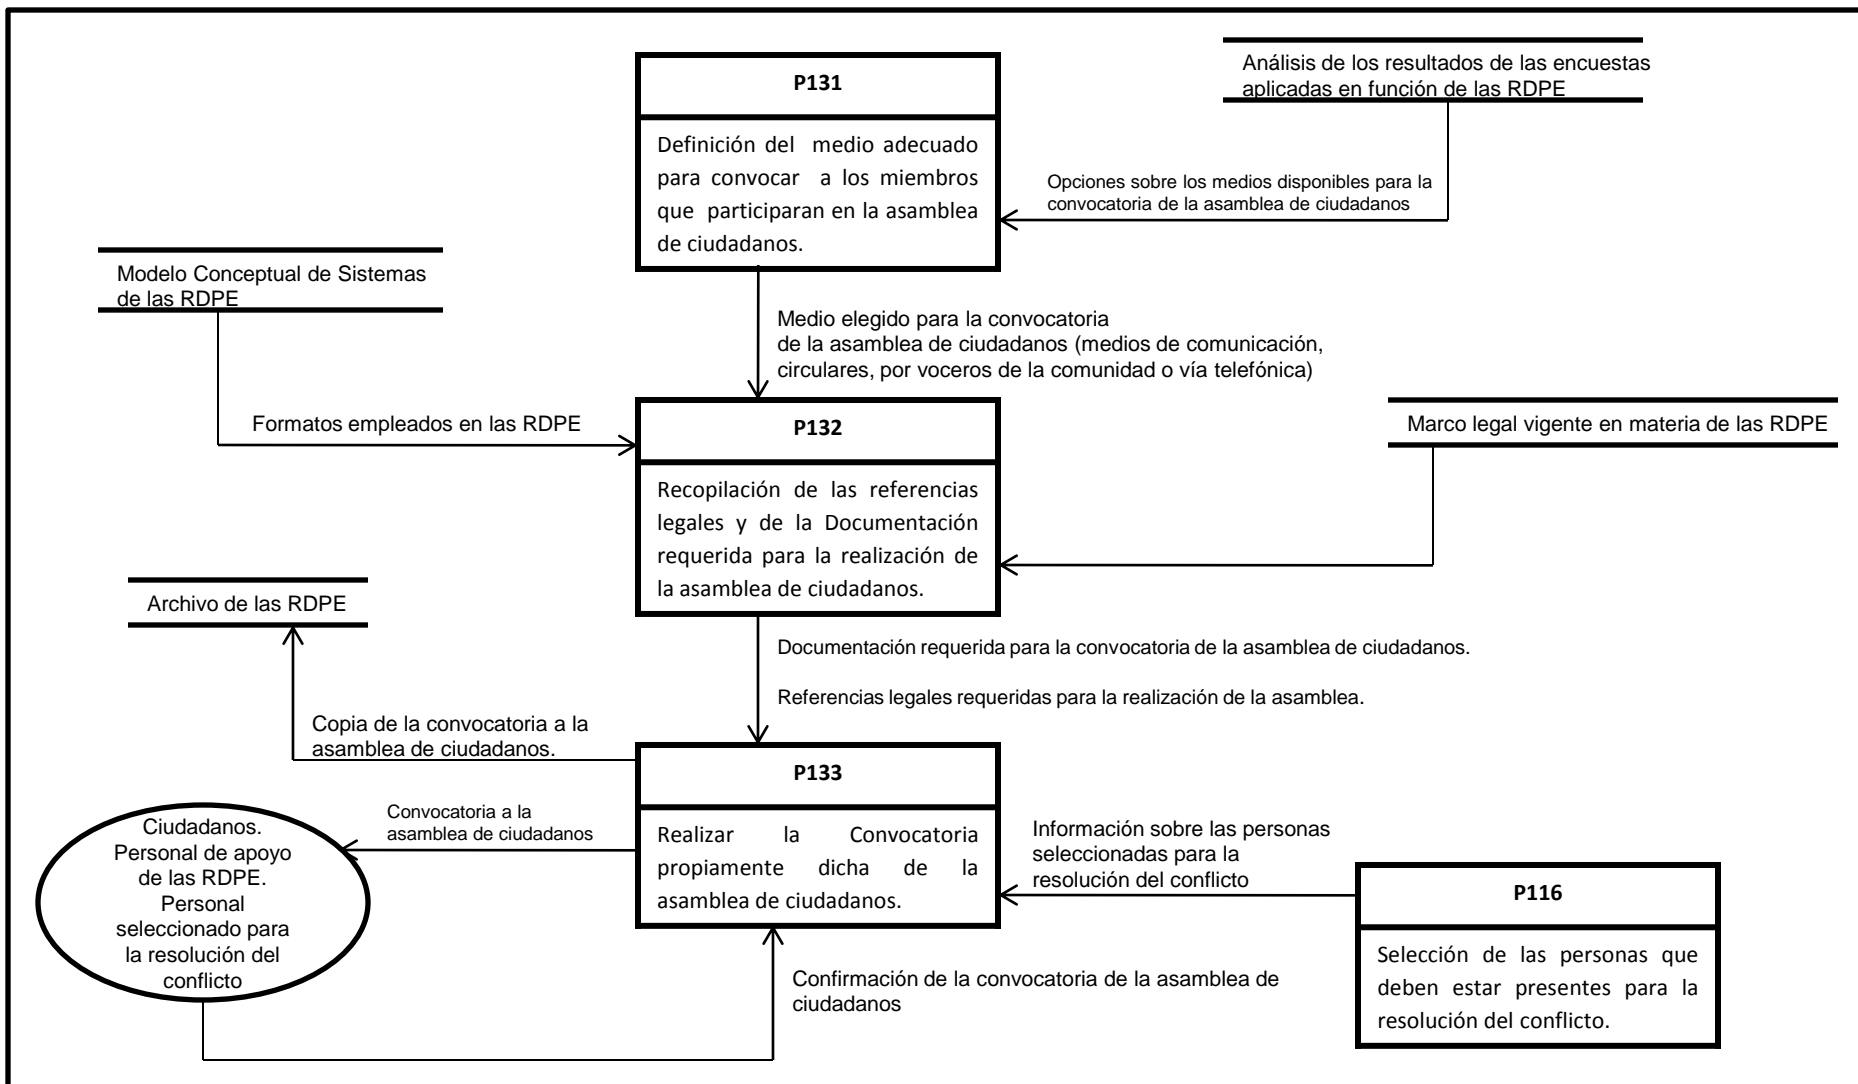 P131
Definición del medio adecuado
para convocar a los miembros
que participaran en la asamblea
de ciudadanos.
Análisis de los resultados de las encuestas
aplicadas en función de las RDPE
Opciones sobre los medios disponibles para la
convocatoria de la asamblea de ciudadanos
Modelo Conceptual de Sistemas
de las RDPE
Medio elegido para la convocatoria
de la asamblea de ciudadanos (medios de comunicación,
circulares, por voceros de la comunidad o vía telefónica)
Formatos empleados en las RDPE
P132
Recopilación de las referencias
legales y de la Documentación
requerida para la realización de
la asamblea de ciudadanos.
Marco legal vigente en materia de las RDPE
Archivo de las RDPE
Documentación requerida para la convocatoria de la asamblea de ciudadanos.
Referencias legales requeridas para la realización de la asamblea.
Copia de la convocatoria a la
asamblea de ciudadanos.
P133
Realizar la Convocatoria
propiamente dicha de la
asamblea de ciudadanos.
Convocatoria a la
asamblea de ciudadanos
Ciudadanos.
Personal de apoyo
de las RDPE.
Personal
seleccionado para
la resolución del
conflicto
Información sobre las personas
seleccionadas para la
resolución del conflicto
P116
Selección de las personas que
deben estar presentes para la
resolución del conflicto.
Confirmación de la convocatoria de la asamblea de
ciudadanos